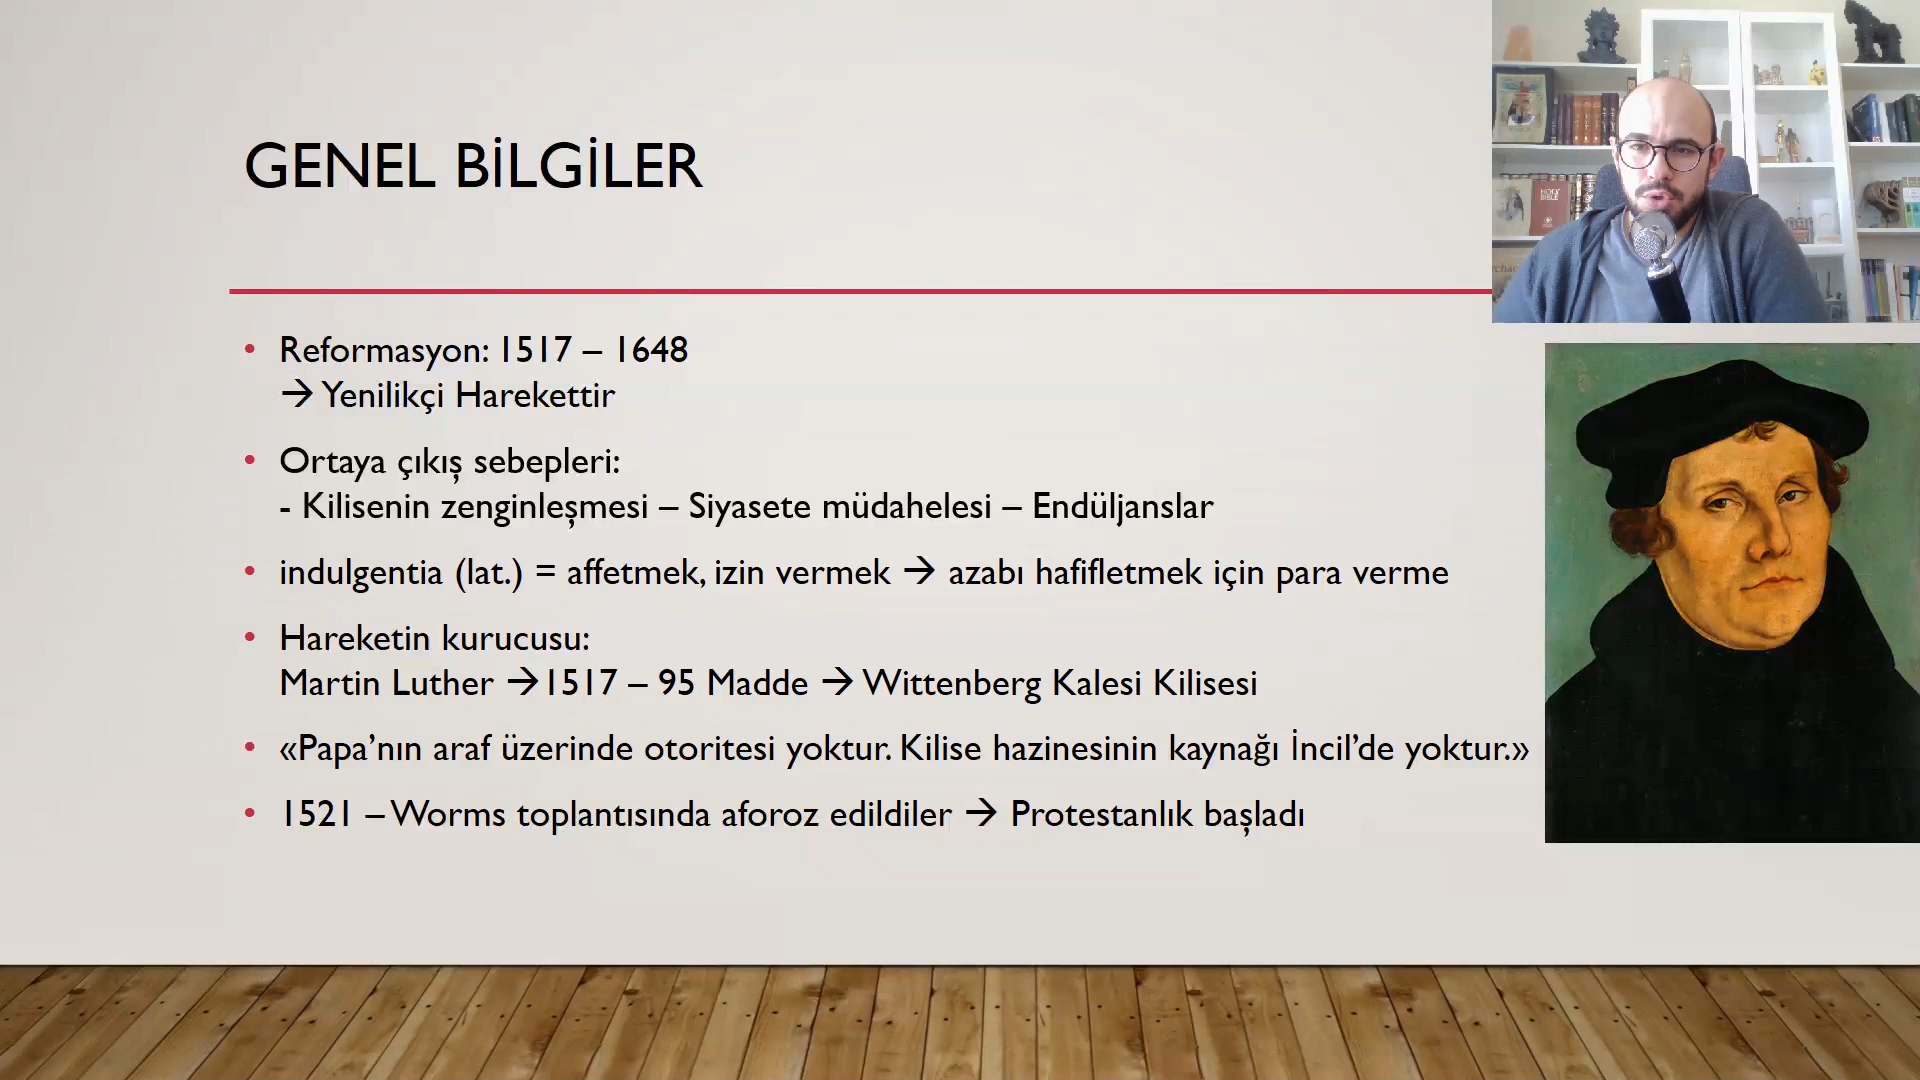 GENEL BİLGİLER
• Reformasyon: 1517 – 1648
→ Yenilikçi Harekettir
• Ortaya çıkış sebepleri:
- Kilisenin zenginleşmesi – Siyasete müdahelesi – Endüljanslar
• indulgentia (lat.) = affetmek, izin vermek → azabı hafifletmek için para verme
• Hareketin kurucusu:
Martin Luther →1517 – 95 Madde → Wittenberg Kalesi Kilisesi
• «Papa’nın araf üzerinde otoritesi yoktur. Kilise hazinesinin kaynağı İncil’de yoktur.»
• 1521 – Worms toplantısında aforoz edildiler → Protestanlık başladı
HOLY
BIBLE